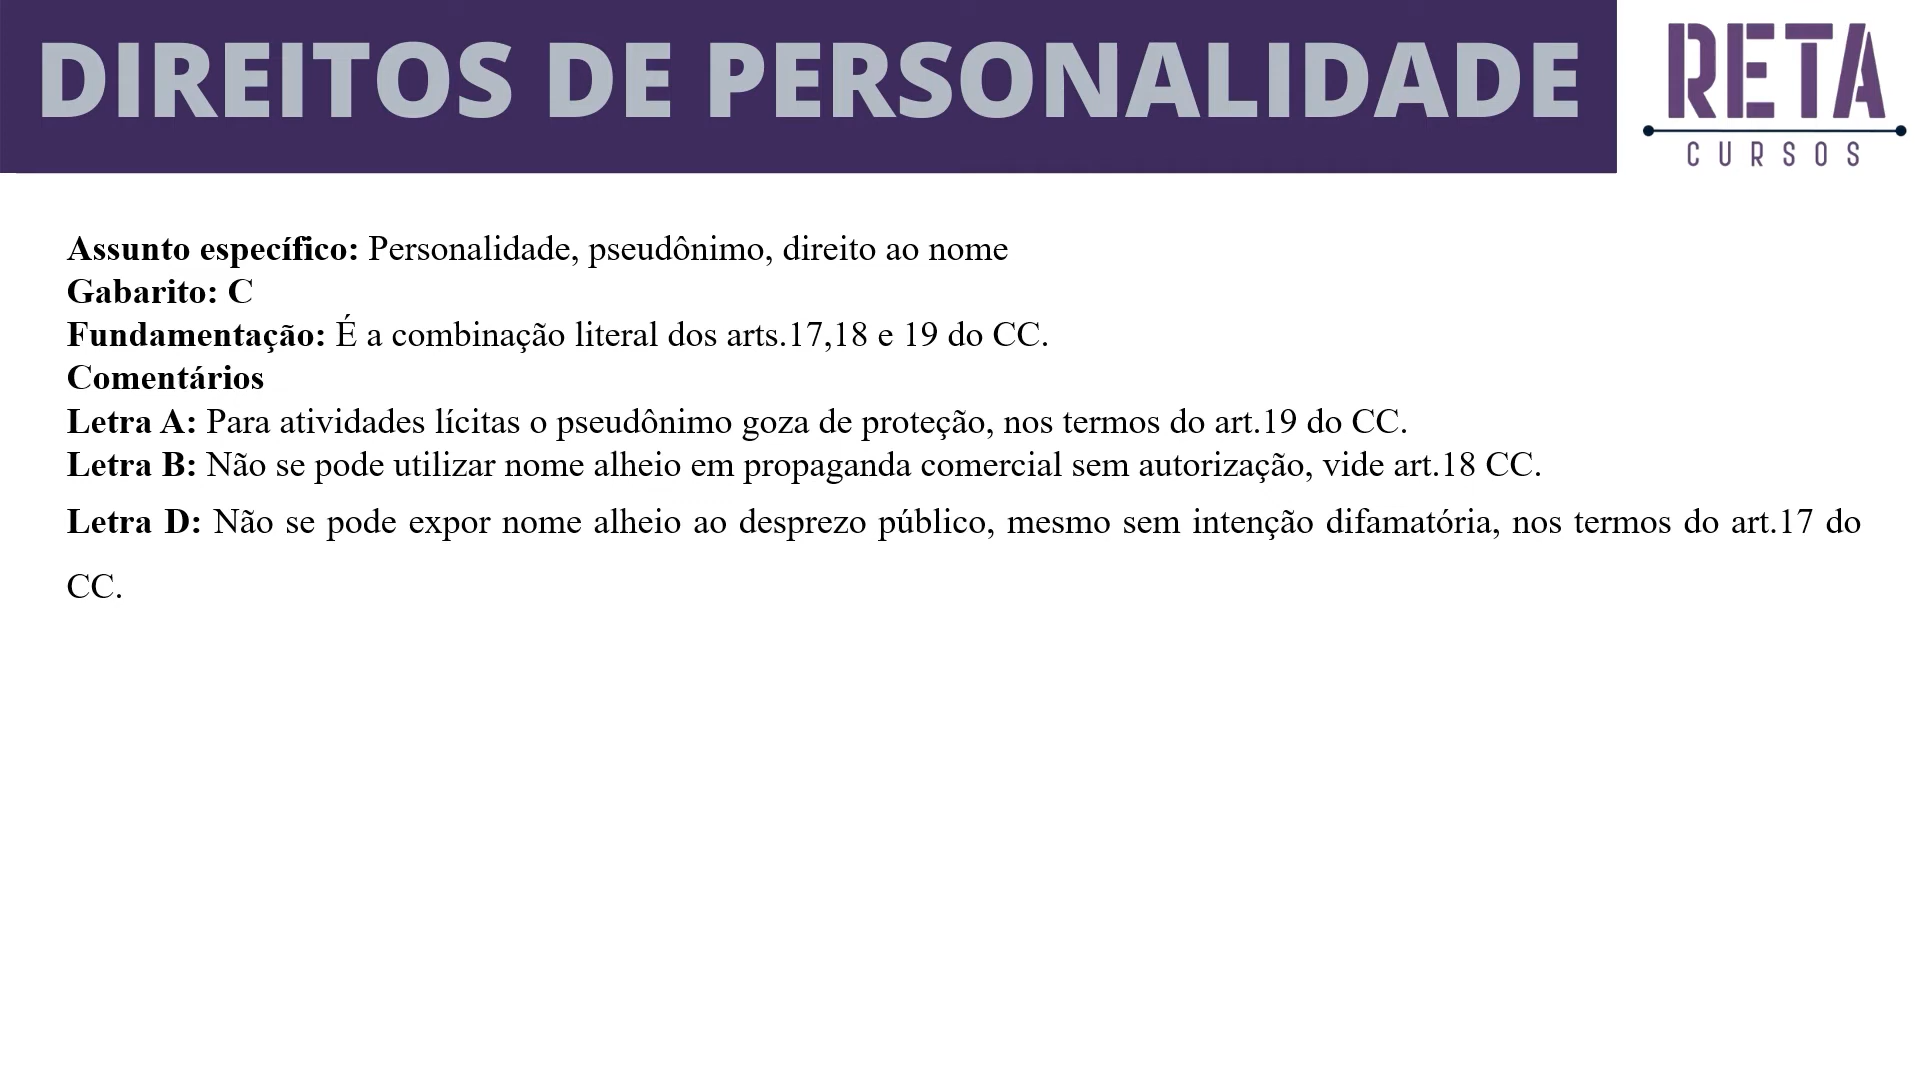 DIREITOS DE PERSONALIDADE
RETA
CURSOS
Assunto específico: Personalidade, pseudônimo, direito ao nome
Gabarito: C
Fundamentação: É a combinação literal dos arts.17,18 e 19 do CC.
Comentários
Letra A: Para atividades lícitas o pseudônimo goza de proteção, nos termos do art.19 do CC.
Letra B: Não se pode utilizar nome alheio em propaganda comercial sem autorização, vide art.18 CC.
Letra D: Não se pode expor nome alheio ao desprezo público, mesmo sem intenção difamatória, nos termos do art.17 do
CC.